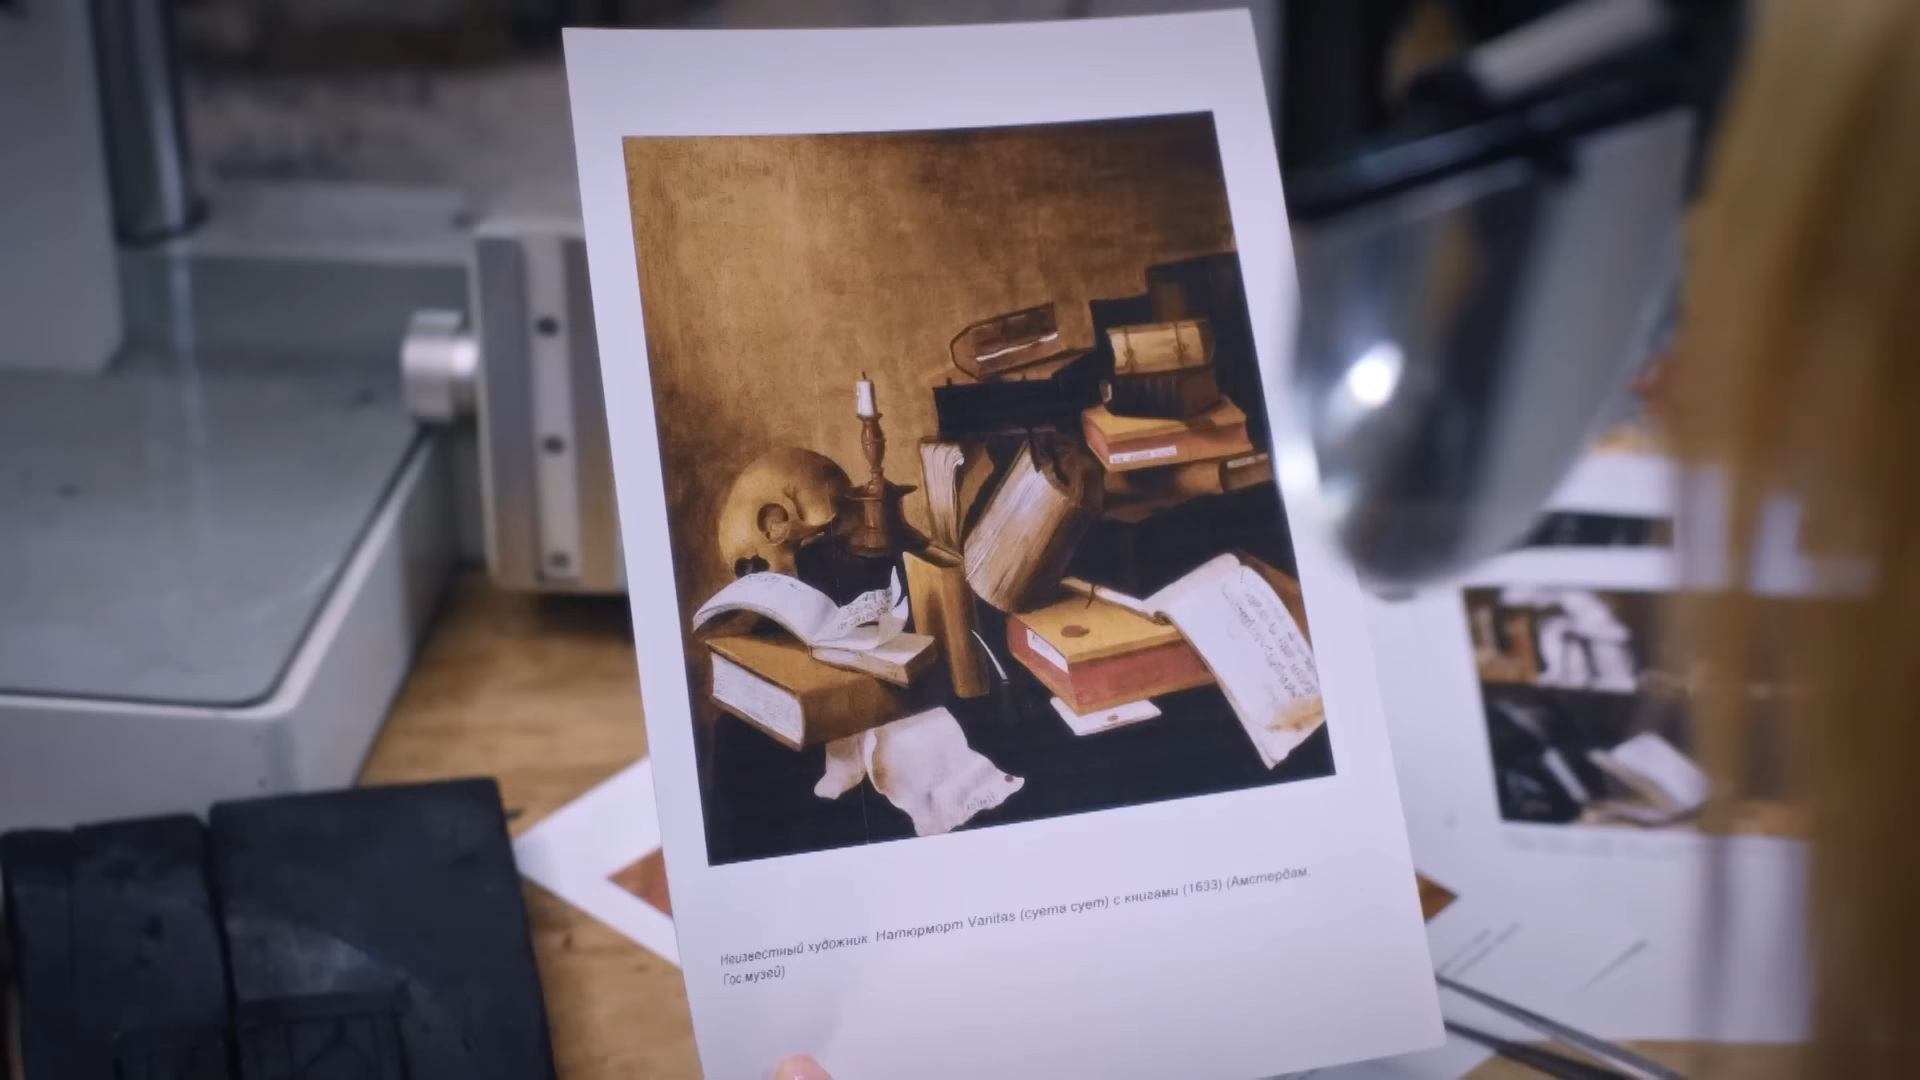 Неизвестный художник. Натюрморт Vanitas (суета сует) с книгами (1633) (Амстердам,
Гос.музей)